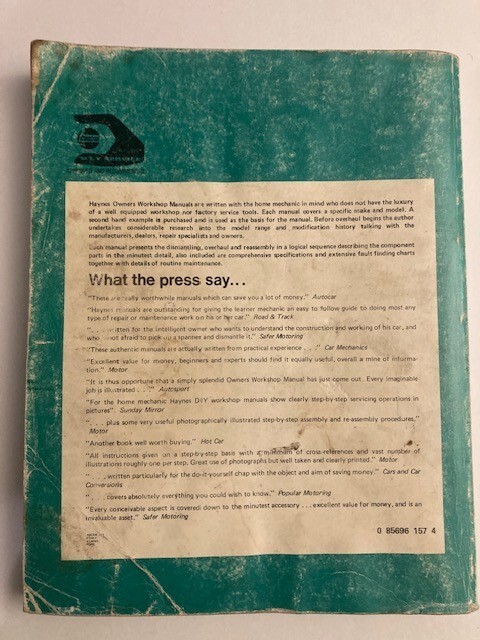 Haynes Owners Workshop Manuals are written with the home mechanic in mind who does not have the luxury
of a well equipped workshop nor factory service tools. Each manual covers a specific make and model. A
second hand example is purchased and is used as the basis for the manual. Before overhaul begins the author
undertakes considerable research into the model range and modification history talking with the
manufacturers, dealers, repair specialists and owners.
Each manual presents the dismantling, overhaul and reassembly in a logical sequence describing the component
parts in the minutest detail, also included are comprehensive specifications and extensive fault finding charts
together with details of routine maintenance.
What the press say...
"These are really worthwhile manuals which can save you a lot of money." Autocar
"Haynes manuals are outstanding for giving the learner mechanic an easy to follow guide to doing most any
type of repair or maintenance work on his or her car." Road & Track
"... written for the intelligent owner who wants to understand the construction and working of his car, and
who not afraid to pick up a spanner and dismantle it." Safer Motoring
"These authentic manuals are actually written from practical experience ..." Car Mechanics
"Excellent value for money, beginners and experts should find it equally useful, overall a mine of informa-
tion." Motor
"It is thus opportune that a simply splendid Owners Workshop Manual has just come out. Every imaginable
job is illustrated ..." Autosport
"For the home mechanic Haynes DIY workshop manuals show clearly step-by-step servicing operations in
pictures". Sunday Mirror
"... plus some very useful photographically illustrated step-by-step assembly and re-assembly procedures."
Motor
"Another book well worth buying." Hot Car
"All instructions given on a step-by-step basis with a minimum of cross-references and vast number of
illustrations roughly one per step. Great use of photographs but well taken and clearly printed." Motor
"... written particularly for the do-it-yourself chap with the object and aim of saving money." Cars and Car
Conversions
"... covers absolutely everything you could wish to know." Popular Motoring
"Every conceivable aspect is covered: down to the minutest accessory ... excellent value for money, and is an
invaluable asset." Safer Motoring
0 85696 157 4